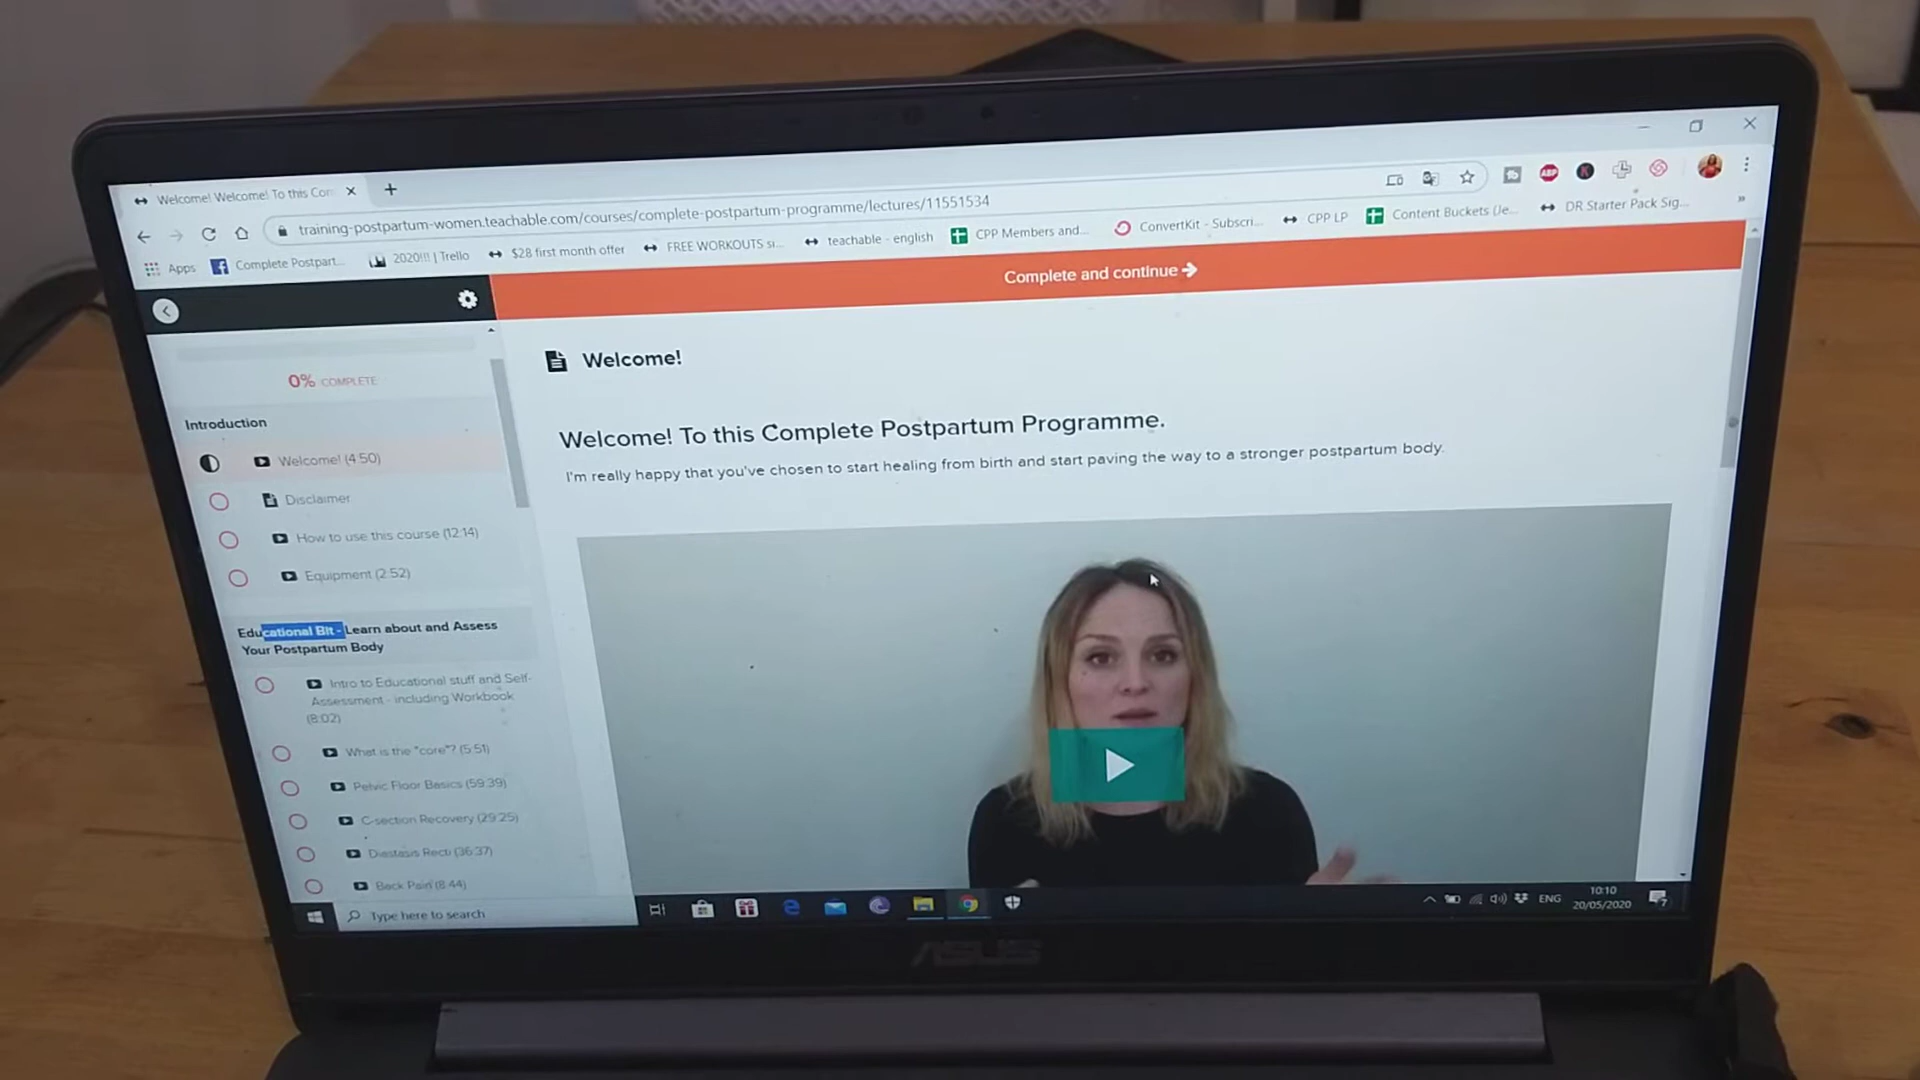 Welcome! Welcome! To this Con
training-postpartum-women.teachable.com/courses/complete-postpartum-programme/lectures/11551534
ABP
K
Apps
Complete Postpart...
2020!!! | Trello
$28 first month offer
FREE WORKOUTS si...
teachable - english
CPP Members and...
ConvertKit - Subscri...
CPP LP
Content Buckets (Je...
DR Starter Pack Sig...
Complete and continue
0% COMPLETE
Introduction
Welcome! (4:50)
Disclaimer
How to use this course (12:14)
Equipment (2:52)
Educational Bit - Learn about and Assess
Your Postpartum Body
Intro to Educational stuff and Self-
Assessment - including Workbook
(8:02)
What is the "core"? (5:51)
Pelvic Floor Basics (59:39)
C-section Recovery (29:25)
Diastasis Recti (36:37)
Back Pain (8:44)
Welcome!
Welcome! To this Complete Postpartum Programme.
I'm really happy that you've chosen to start healing from birth and start paving the way to a stronger postpartum body.
Type here to search
ENG
10:10
20/05/2020
ASUS